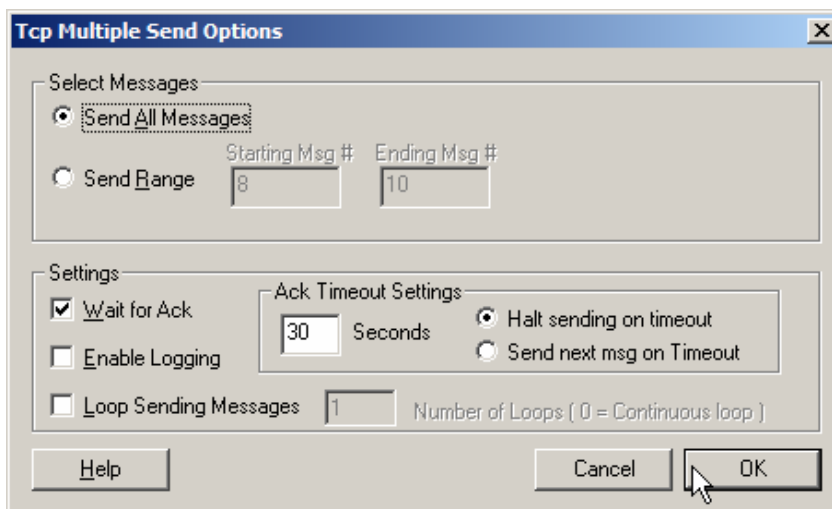 Tcp Multiple Send Options
Select Messages
Send All Messages
Starting Msg # Ending Msg #
Send Range 8 10
Settings
Ack Timeout Settings
Wait for Ack
30 Seconds
Halt sending on timeout
Send next msg on Timeout
Enable Logging
Loop Sending Messages 1 Number of Loops ( 0 = Continuous loop )
Help Cancel OK